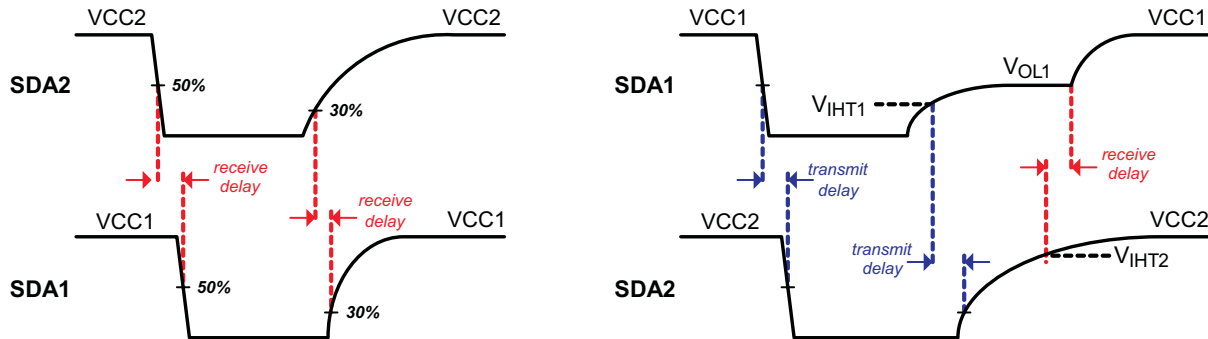 VCC2
VCC2
SDA2
50%
30%
receive
delay
receive
delay
VCC1
VCC1
SDA1
50%
30%
VCC1
VCC1
SDA1
VOL1
VIHT1
transmit
delay
receive
delay
VCC2
VCC2
transmit
delay
VIHT2
SDA2